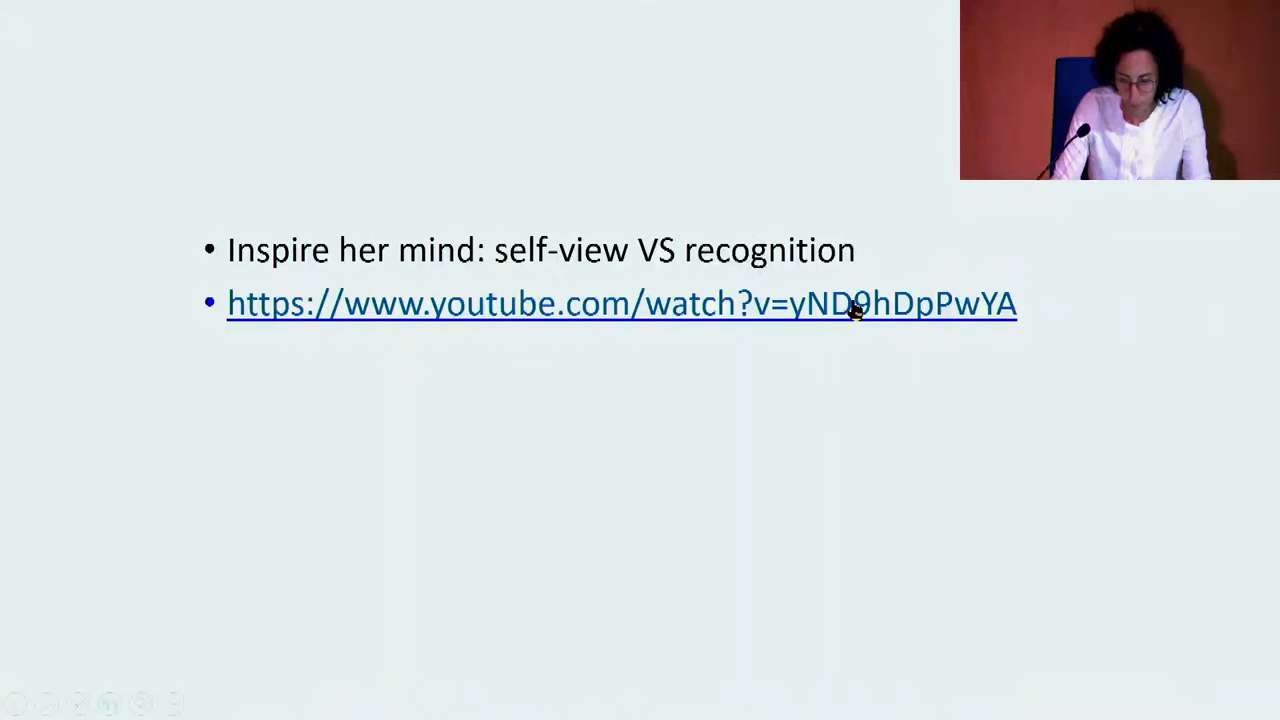 • Inspire her mind: self-view VS recognition
• https://www.youtube.com/watch?v=yND9hDpPwYA